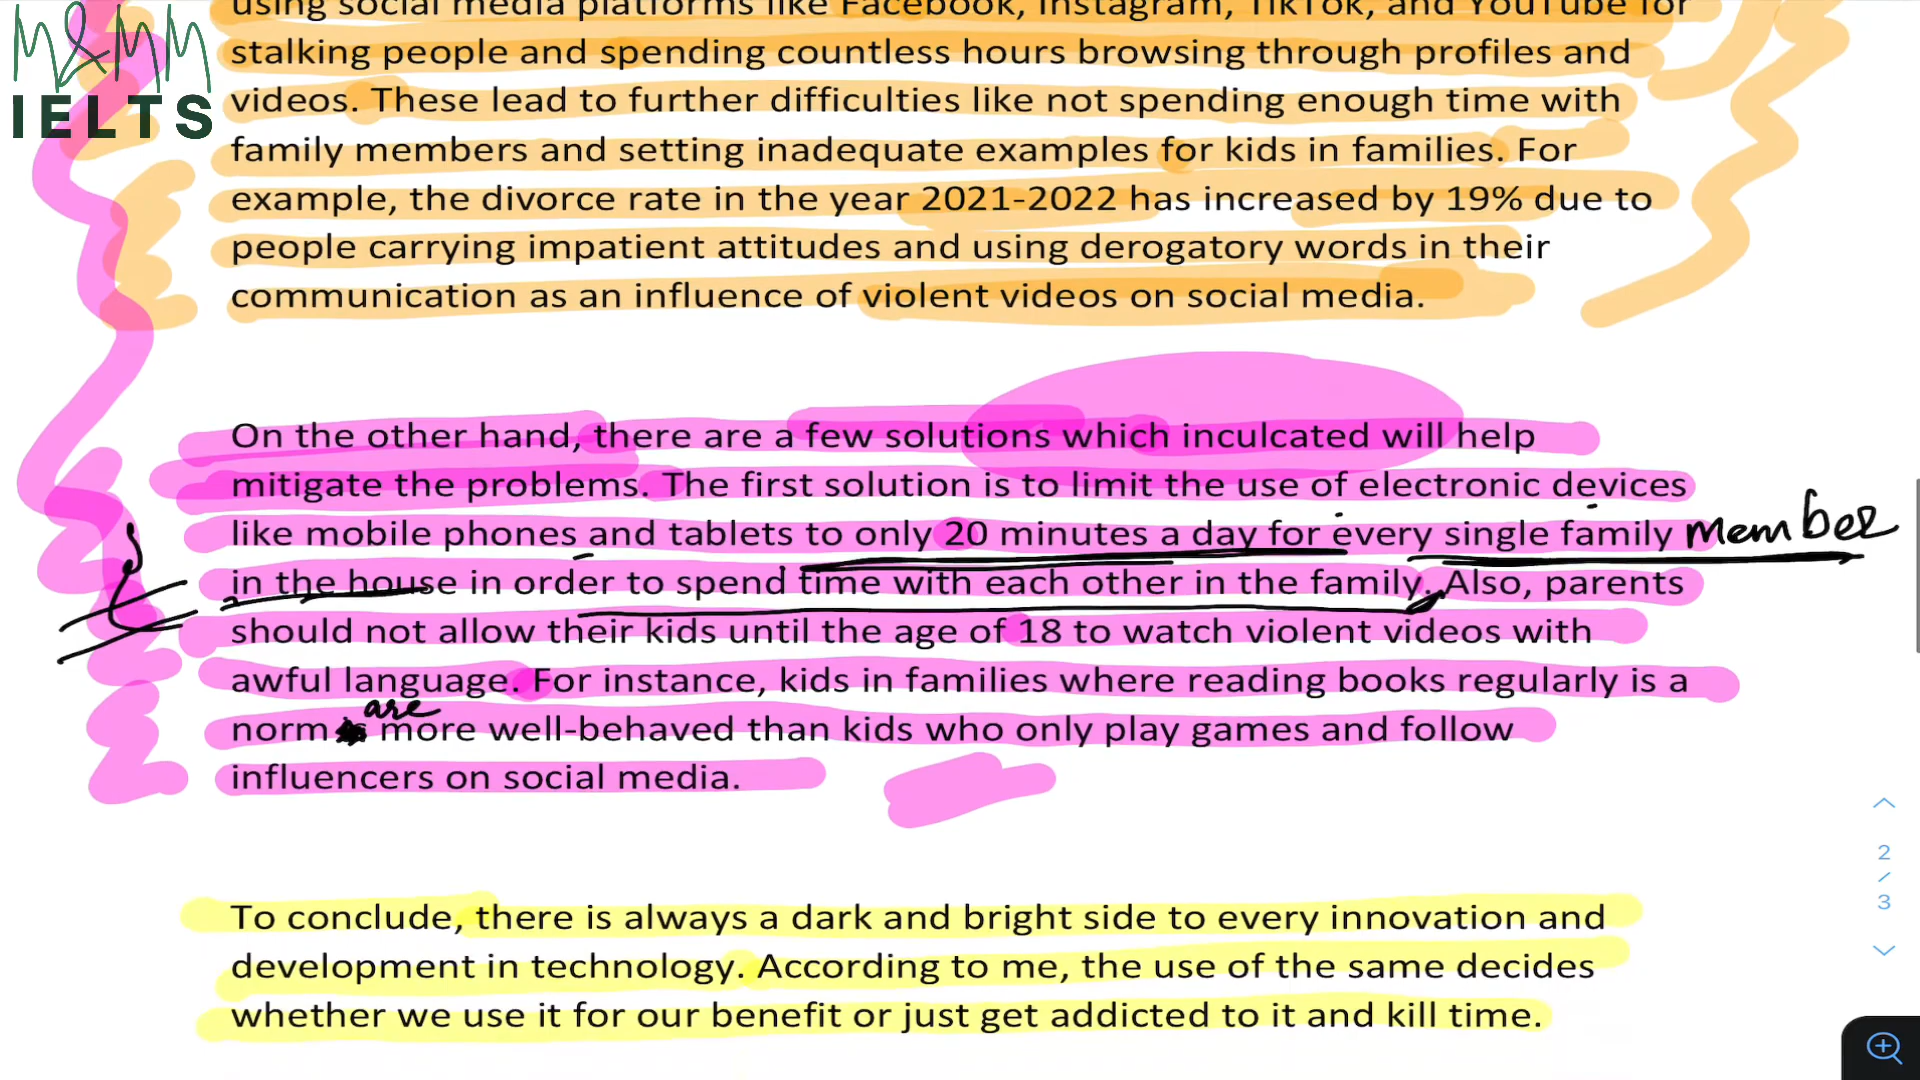 M&MM
IELTS
using social media platforms like Facebook, Instagram, TikTok, and YouTube for
stalking people and spending countless hours browsing through profiles and
videos. These lead to further difficulties like not spending enough time with
family members and setting inadequate examples for kids in families. For
example, the divorce rate in the year 2021-2022 has increased by 19% due to
people carrying impatient attitudes and using derogatory words in their
communication as an influence of violent videos on social media.
On the other hand, there are a few solutions which inculcated will help
mitigate the problems. The first solution is to limit the use of electronic devices
like mobile phones and tablets to only 20 minutes a day for every single family member
in the house in order to spend time with each other in the family. Also, parents
should not allow their kids until the age of 18 to watch violent videos with
awful language. For instance, kids in families where reading books regularly is a
norm are more well-behaved than kids who only play games and follow
influencers on social media.
To conclude, there is always a dark and bright side to every innovation and
development in technology. According to me, the use of the same decides
whether we use it for our benefit or just get addicted to it and kill time.
2
/
3